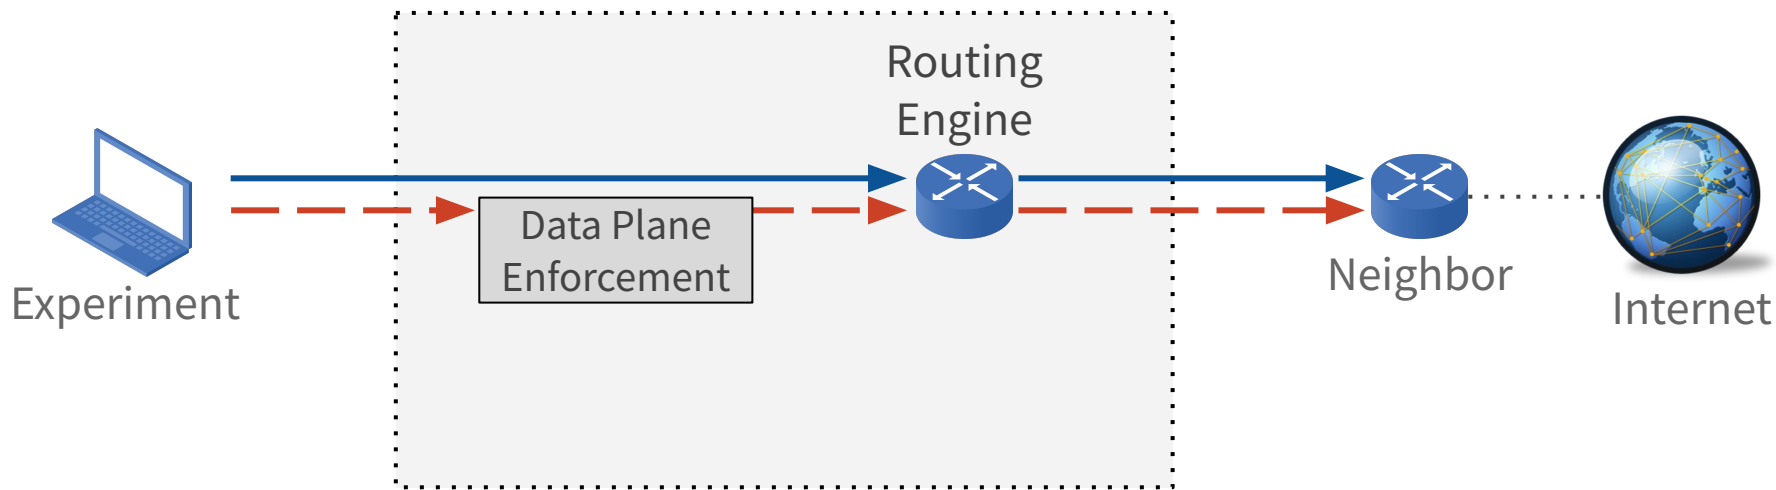 Routing
Engine
Data Plane
Enforcement
Experiment
Neighbor
Internet